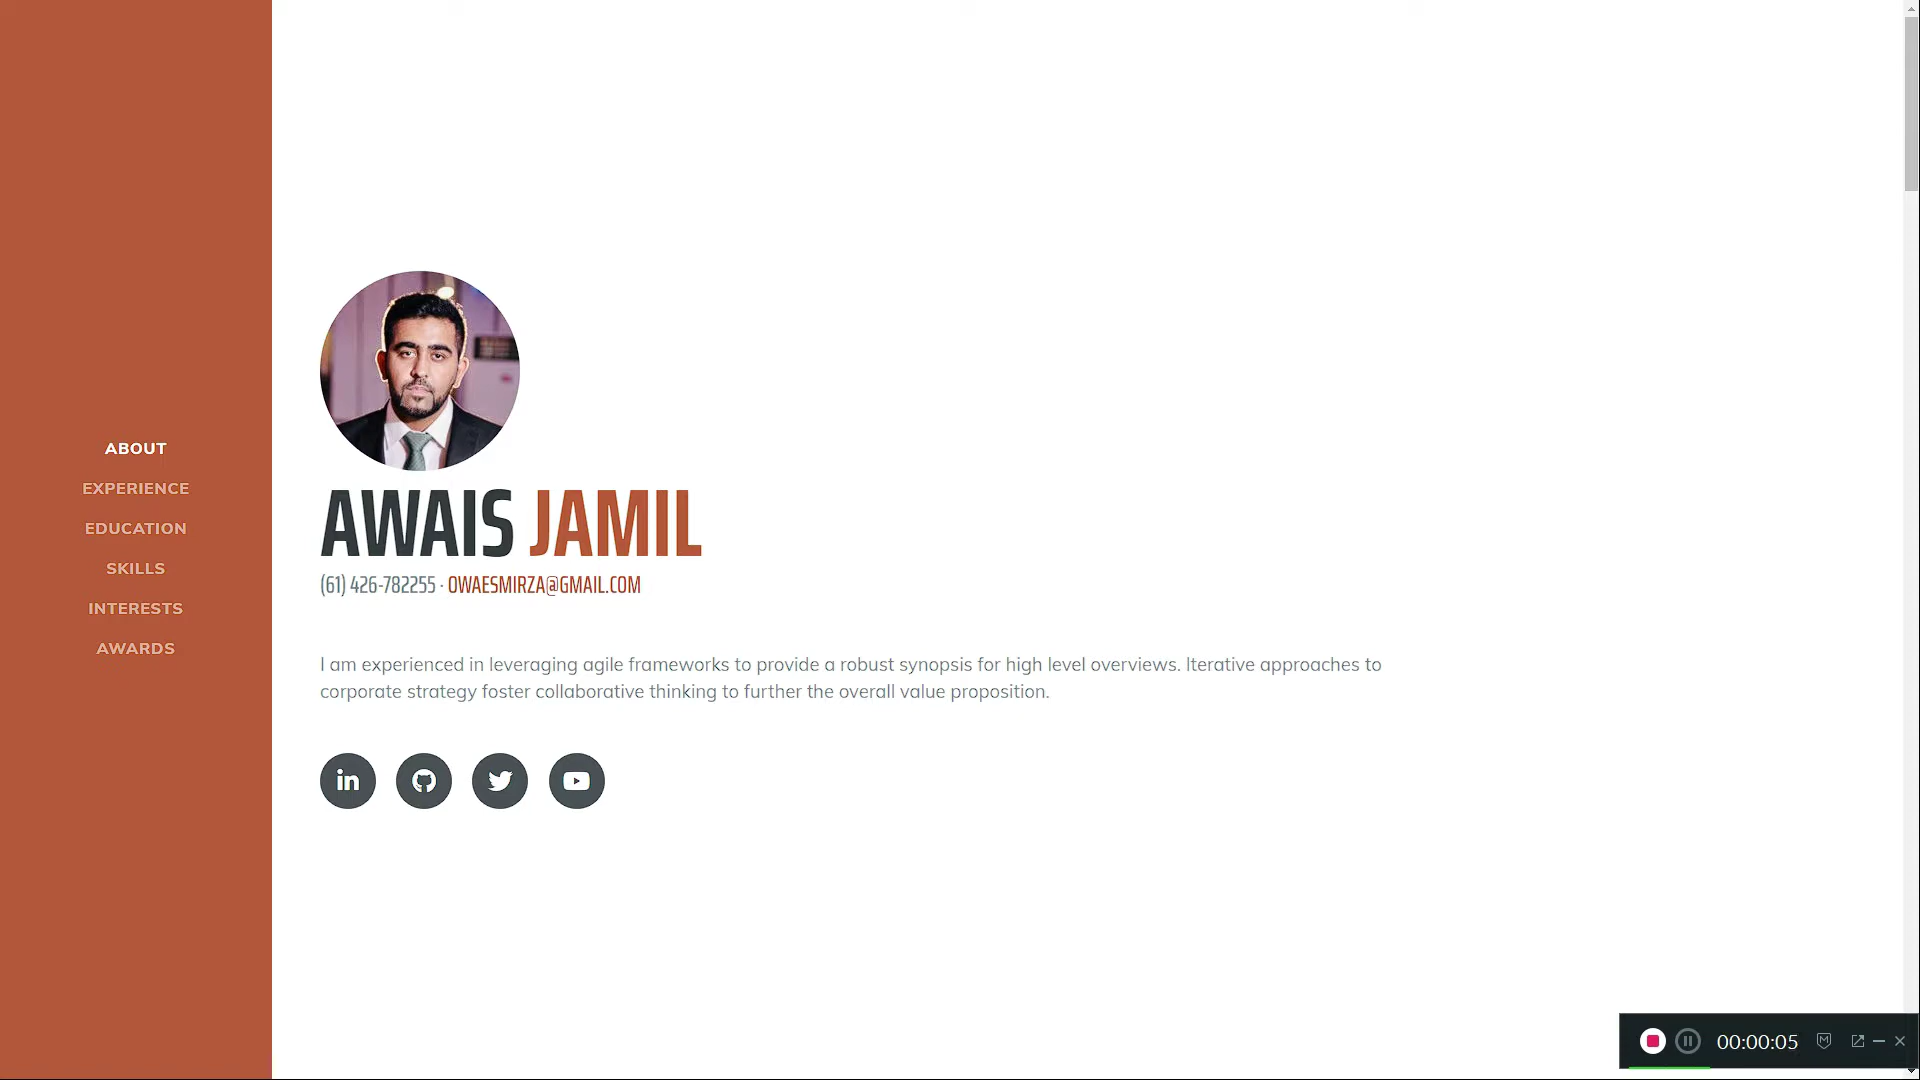 ABOUT
EXPERIENCE
EDUCATION
SKILLS
INTERESTS
AWARDS
AWAIS JAMIL
(61) 426-782255 · OWAESMIRZA@GMAIL.COM
I am experienced in leveraging agile frameworks to provide a robust synopsis for high level overviews. Iterative approaches to
corporate strategy foster collaborative thinking to further the overall value proposition.
in
00:00:05